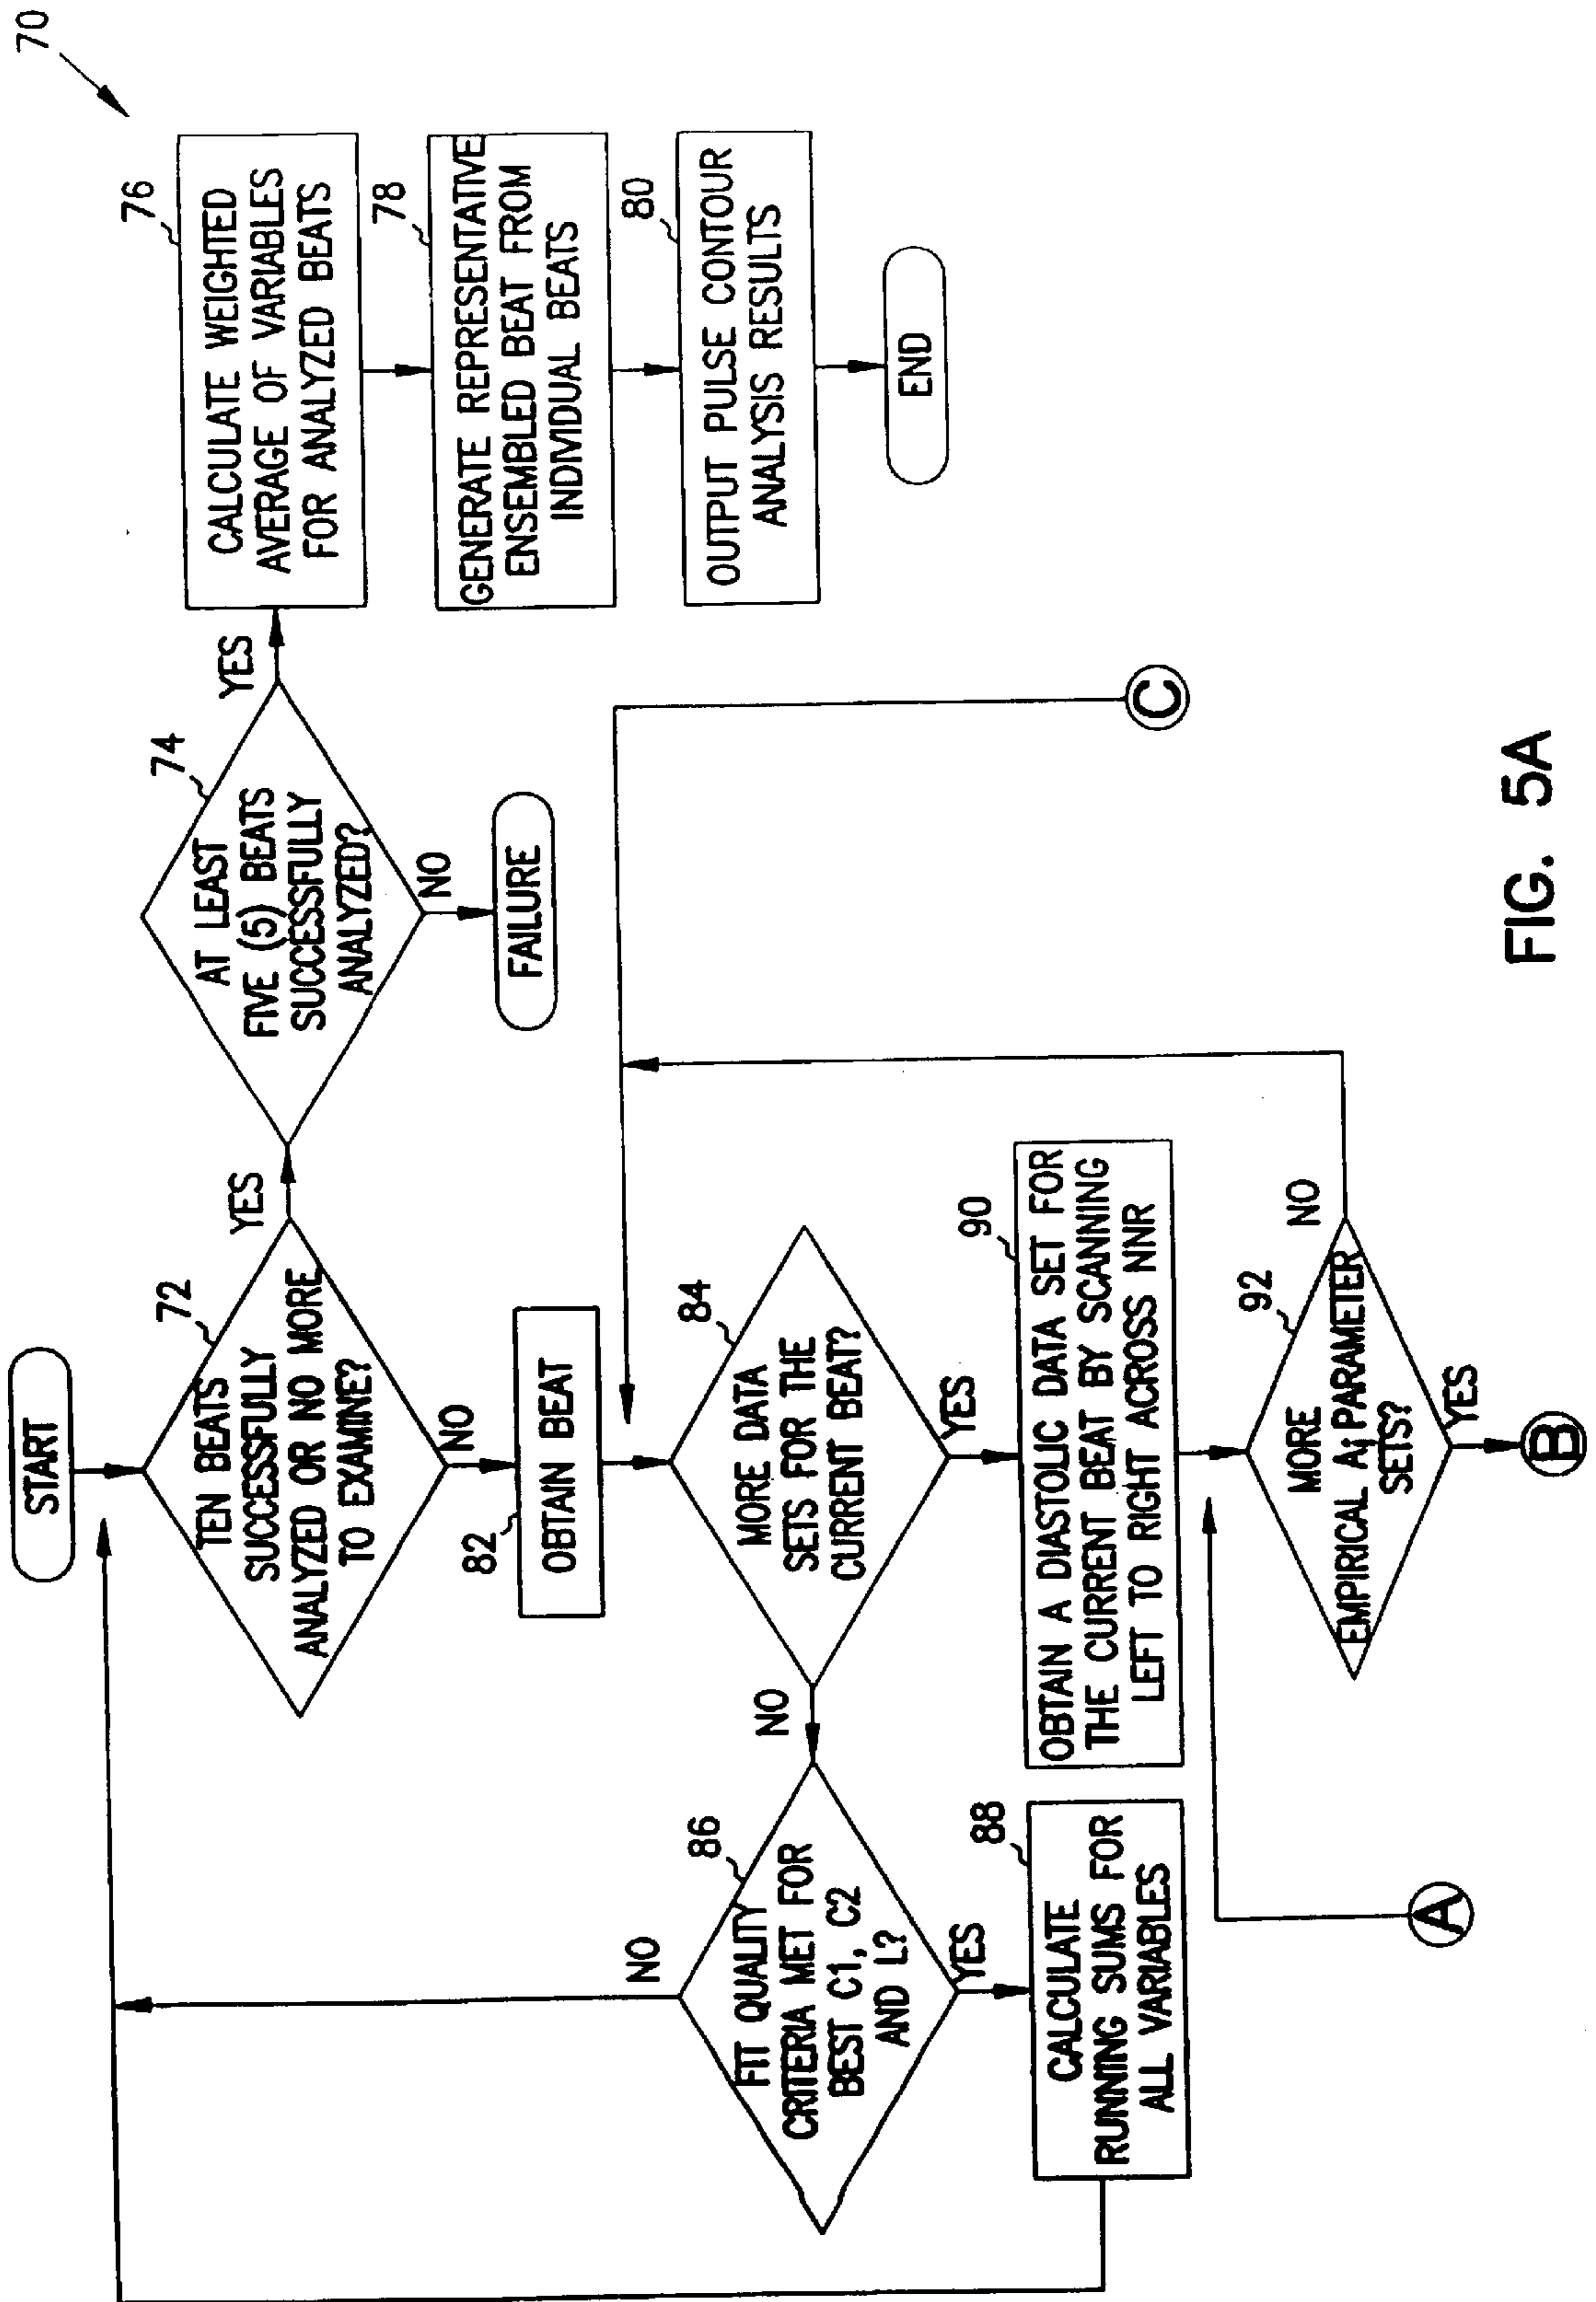 70
START
72
TEN BEATS
SUCCESSFULLY
ANALYZED OR NO MORE
TO EXAMINE?
YES
NO
74
AT LEAST
FIVE (5) BEATS
SUCCESSFULLY
ANALYZED?
YES
NO
FAILURE
76
CALCULATE WEIGHTED
AVERAGE OF VARIABLES
FOR ANALYZED BEATS
78
GENERATE REPRESENTATIVE
ENSEMBLED BEAT FROM
INDIVIDUAL BEATS
80
OUTPUT PULSE CONTOUR
ANALYSIS RESULTS
END
82
OBTAIN BEAT
84
MORE DATA
SETS FOR THE
CURRENT BEAT?
NO
YES
86
FIT QUALITY
CRITERIA MET FOR
BEST C1, C2
AND L?
NO
YES
88
CALCULATE
RUNNING SUMS FOR
ALL VARIABLES
90
OBTAIN A DIASTOLIC DATA SET FOR
THE CURRENT BEAT BY SCANNING
LEFT TO RIGHT ACROSS NNR
92
MORE
EMPIRICAL Ai PARAMETER
SETS?
NO
YES
A
B
C
FIG. 5A